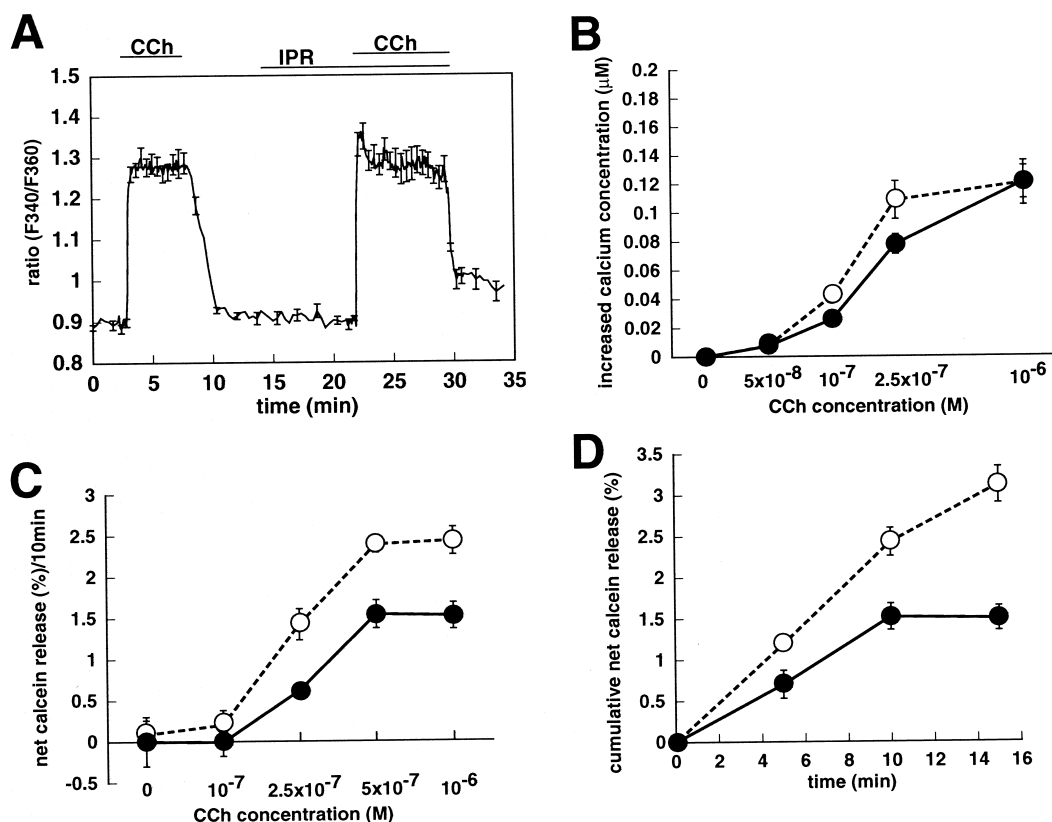 A
CCh
IPR
CCh
1.5
1.4
1.3
1.2
1.1
1
0.9
0.8
ratio (F340/F360)
0 5 10 15 20 25 30 35
time (min)
B
0.2
0.18
0.16
0.14
0.12
0.1
0.08
0.06
0.04
0.02
0
increased calcium concentration (μM)
0 5x10-8 10-7 2.5x10-7 10-6
CCh concentration (M)
C
3
2.5
2
1.5
1
0.5
0
-0.5
net calcein release (%)/10min
0 10-7 2.5x10-7 5x10-7 10-6
CCh concentration (M)
D
3.5
3
2.5
2
1.5
1
0.5
0
cumulative net calcein release (%)
0 2 4 6 8 10 12 14 16
time (min)